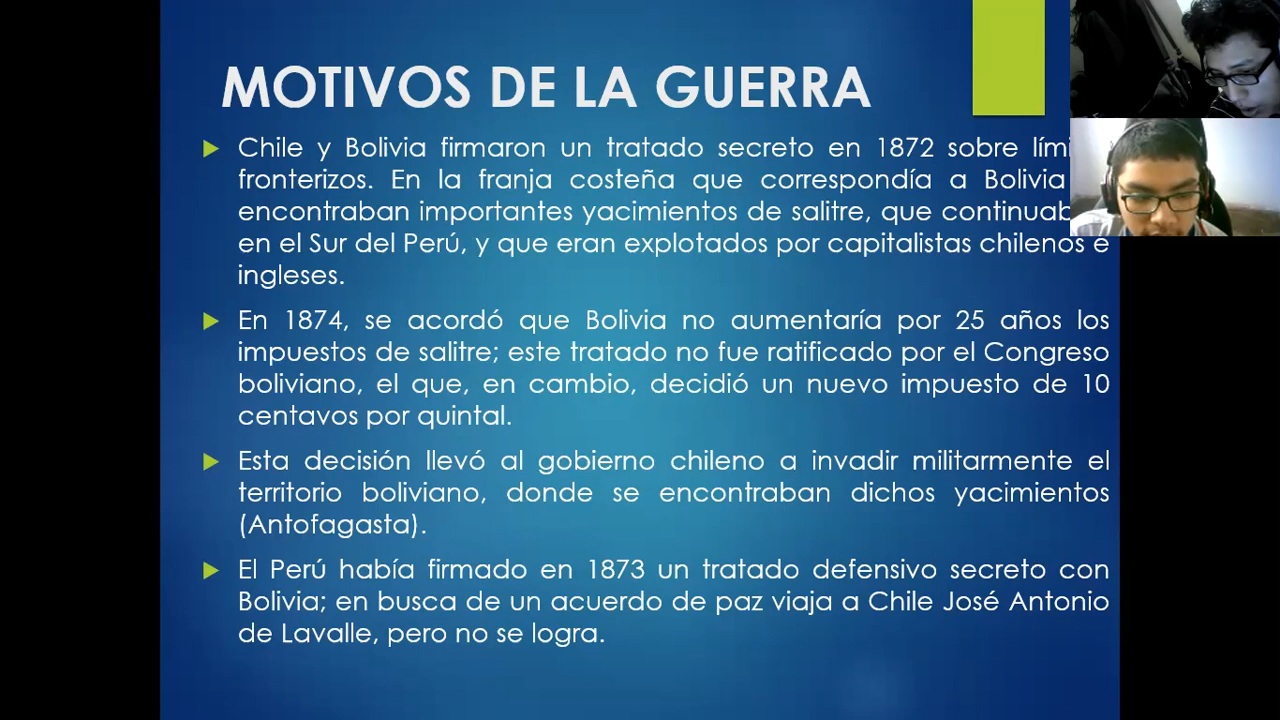 MOTIVOS DE LA GUERRA
Chile y Bolivia firmaron un tratado secreto en 1872 sobre
fronterizos. En la franja costeña que correspondía a Bolivia
encontraban importantes yacimientos de salitre, que
en el Sur del Perú, y que eran explotados por capitalistas chilenos e
ingleses.
En 1874, se acordó que Bolivia no aumentaría por 25 años los
impuestos de salitre; este tratado no fue ratificado por el Congreso
boliviano, el que, en cambio, decidió un nuevo impuesto de 10
centavos por quintal.
Esta decisión llevó al gobierno chileno a invadir militarmente el
territorio boliviano, donde se encontraban dichos yacimientos
(Antofagasta).
El Perú había firmado en 1873 un tratado defensivo secreto con
Bolivia; en busca de un acuerdo de paz viaja a Chile José Antonio
de Lavalle, pero no se logra.